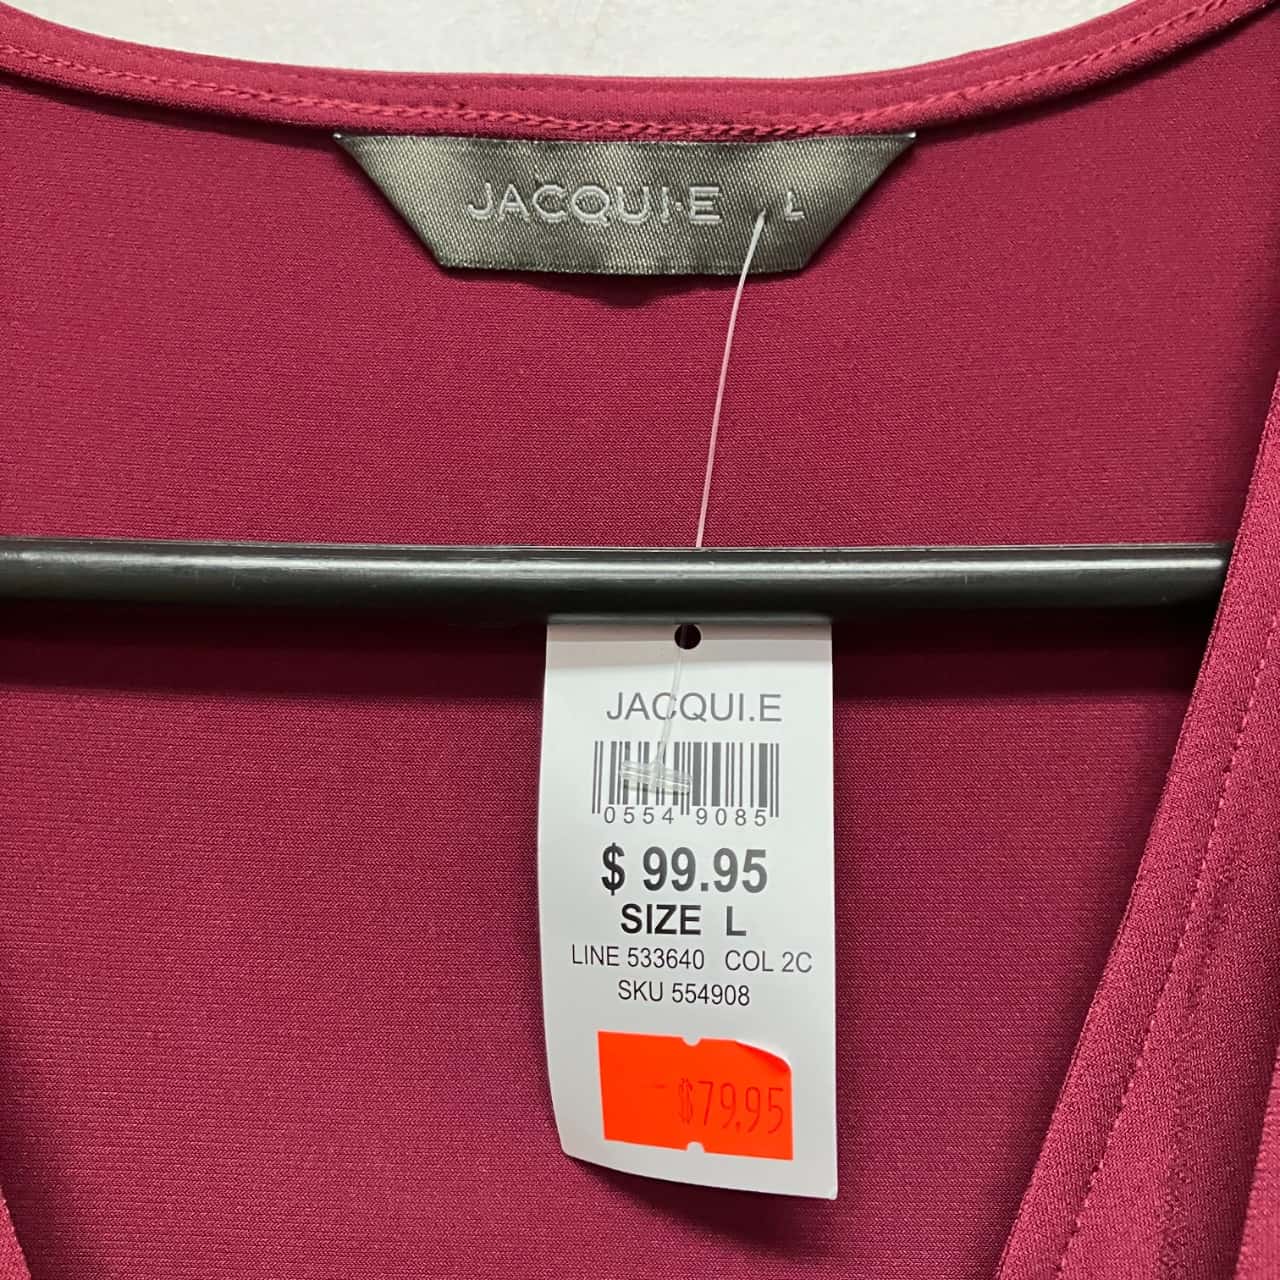 JACQUI·E L
JACQUI.E
0554 9085
$ 99.95
SIZE L
LINE 533640 COL 2C
SKU 554908
$79.95